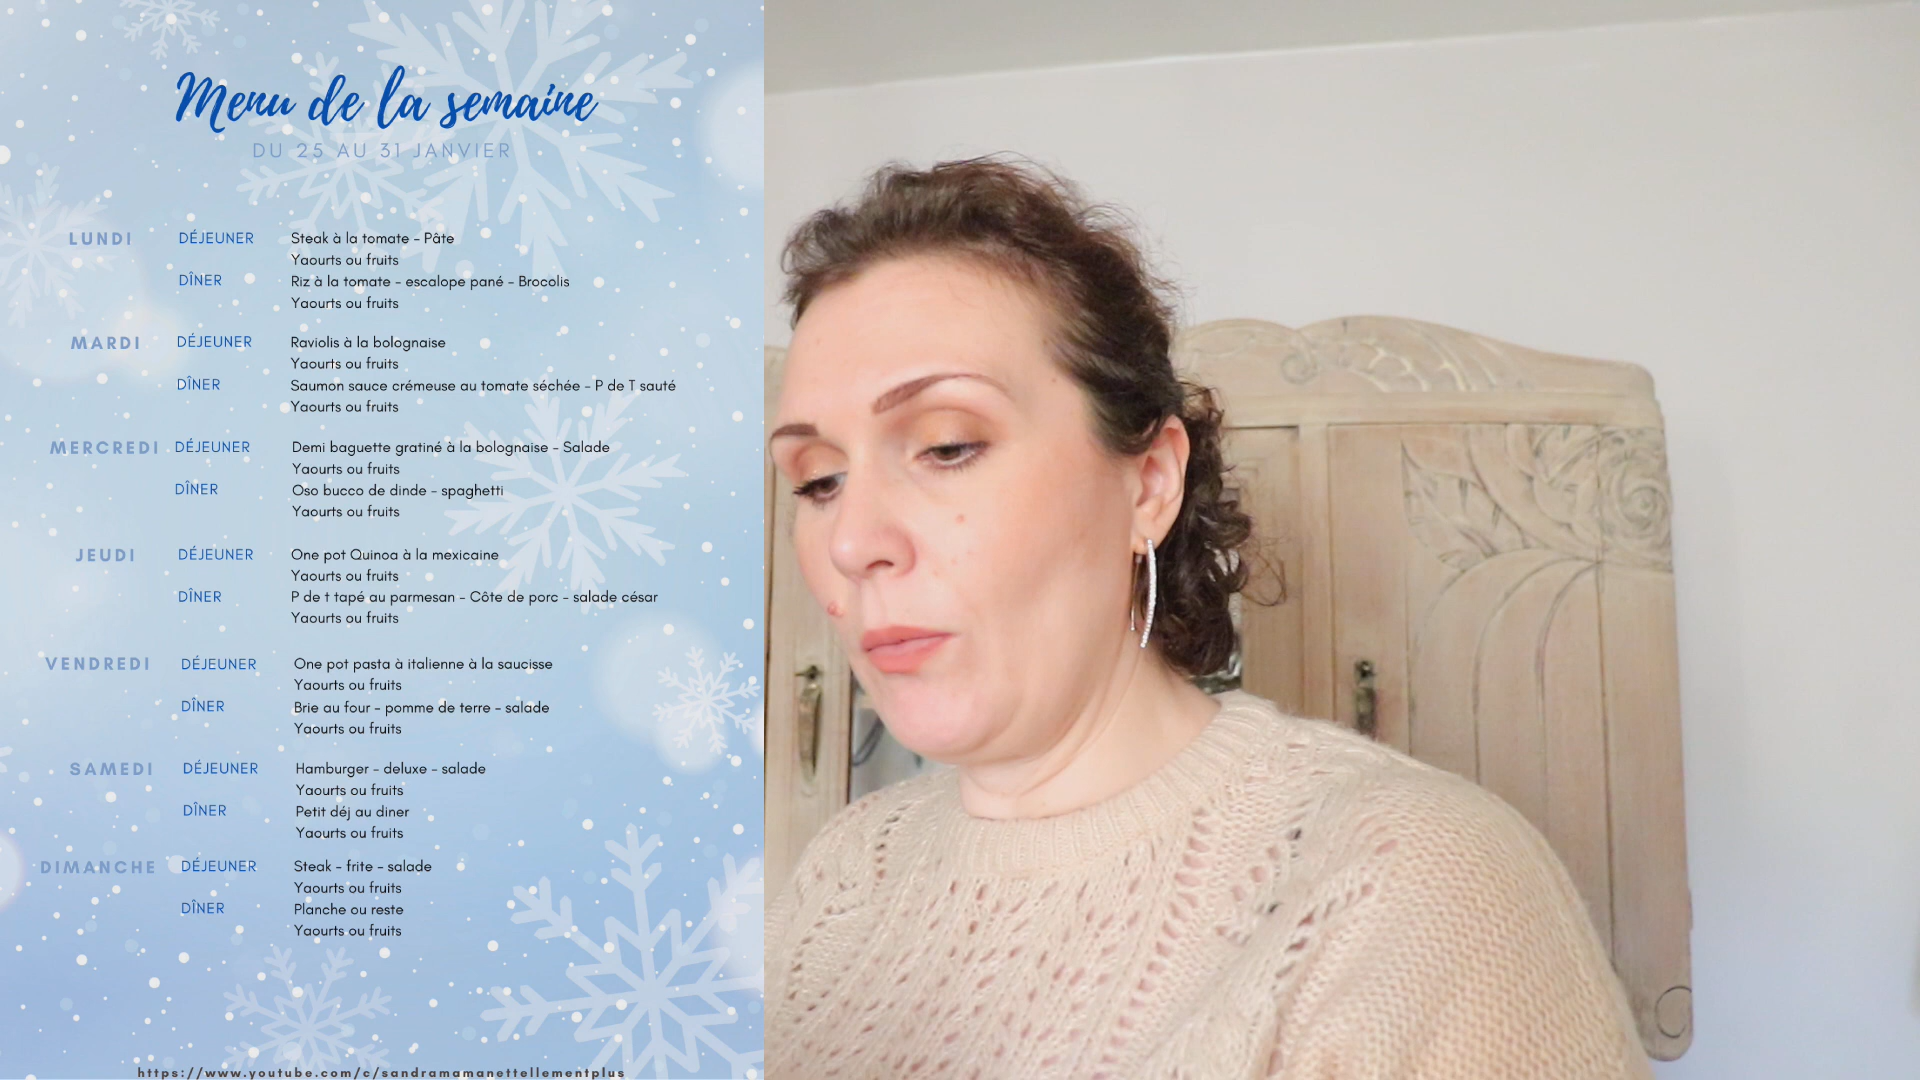 Menu de la semaine
DU 25 AU 31 JANVIER
LUNDI DÉJEUNER Steak à la tomate - Pâte
Yaourts ou fruits
DÎNER Riz à la tomate - escalope pané - Brocolis
Yaourts ou fruits
MARDI DÉJEUNER Raviolis à la bolognaise
Yaourts ou fruits
DÎNER Saumon sauce crémeuse au tomate séchée - P de T sauté
Yaourts ou fruits
MERCREDI DÉJEUNER Demi baguette gratiné à la bolognaise - Salade
Yaourts ou fruits
DÎNER Oso bucco de dinde - spaghetti
Yaourts ou fruits
JEUDI DÉJEUNER One pot Quinoa à la mexicaine
Yaourts ou fruits
DÎNER P de t tapé au parmesan - Côte de porc - salade césar
Yaourts ou fruits
VENDREDI DÉJEUNER One pot pasta à italienne à la saucisse
Yaourts ou fruits
DÎNER Brie au four - pomme de terre - salade
Yaourts ou fruits
SAMEDI DÉJEUNER Hamburger - deluxe - salade
Yaourts ou fruits
DÎNER Petit déj au diner
Yaourts ou fruits
DIMANCHE DÉJEUNER Steak - frite - salade
Yaourts ou fruits
DÎNER Planche ou reste
Yaourts ou fruits
https://www.youtube.com/c/sandramamanettellementplus